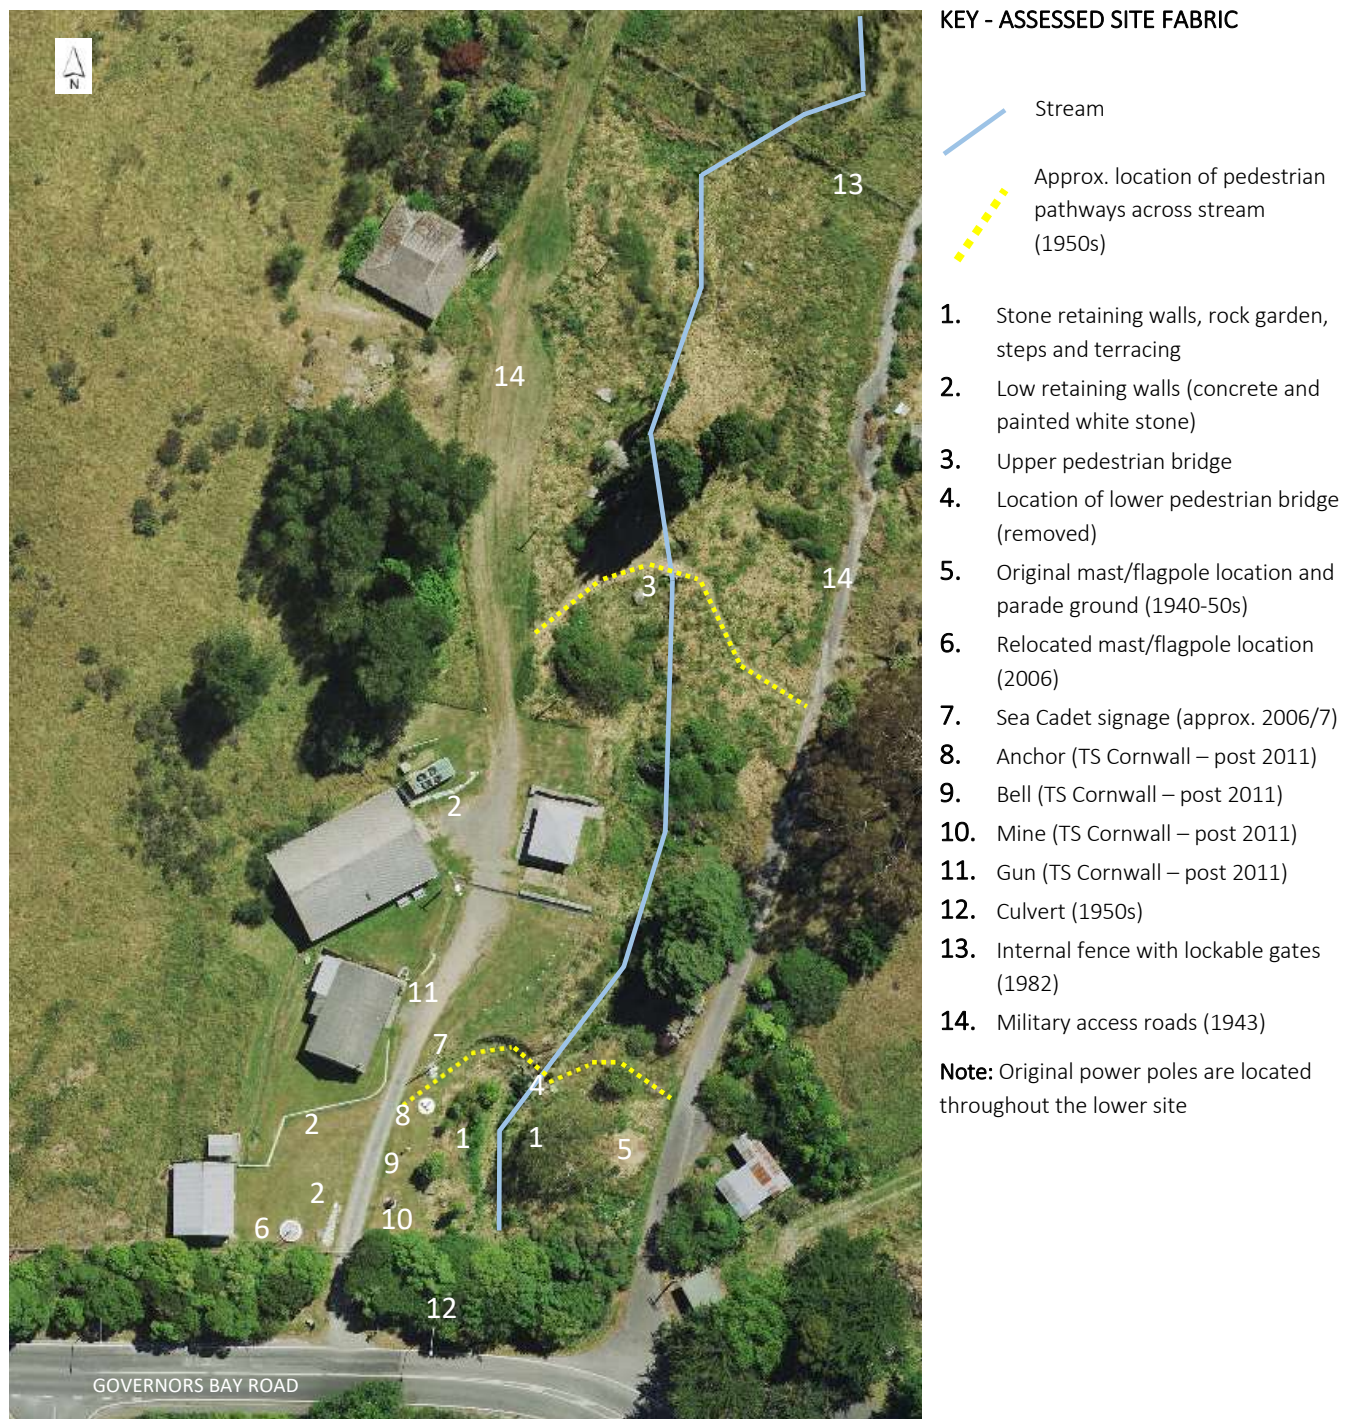 KEY - ASSESSED SITE FABRIC
N
Stream
Approx. location of pedestrian
pathways across stream
(1950s)
1. Stone retaining walls, rock garden,
steps and terracing
2. Low retaining walls (concrete and
painted white stone)
3. Upper pedestrian bridge
4. Location of lower pedestrian bridge
(removed)
5. Original mast/flagpole location and
parade ground (1940-50s)
6. Relocated mast/flagpole location
(2006)
7. Sea Cadet signage (approx. 2006/7)
8. Anchor (TS Cornwall – post 2011)
9. Bell (TS Cornwall – post 2011)
10. Mine (TS Cornwall – post 2011)
11. Gun (TS Cornwall – post 2011)
12. Culvert (1950s)
13. Internal fence with lockable gates
(1982)
14. Military access roads (1943)
Note: Original power poles are located
throughout the lower site
13
14
14
3
2
11
7
4
8
2
1
1
5
9
2
10
6
12
GOVERNORS BAY ROAD